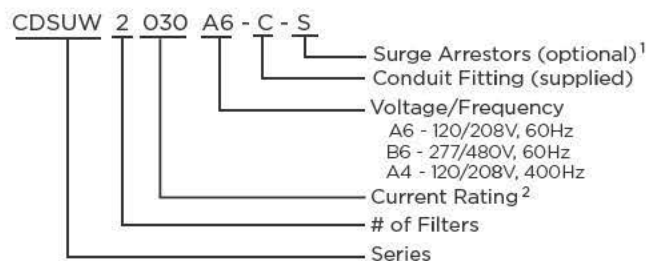 CDSUW 2 030 A6 - C - S
Surge Arrestors (optional)¹
Conduit Fitting (supplied)
Voltage/Frequency
A6 - 120/208V, 60Hz
B6 - 277/480V, 60Hz
A4 - 120/208V, 400Hz
Current Rating²
# of Filters
Series